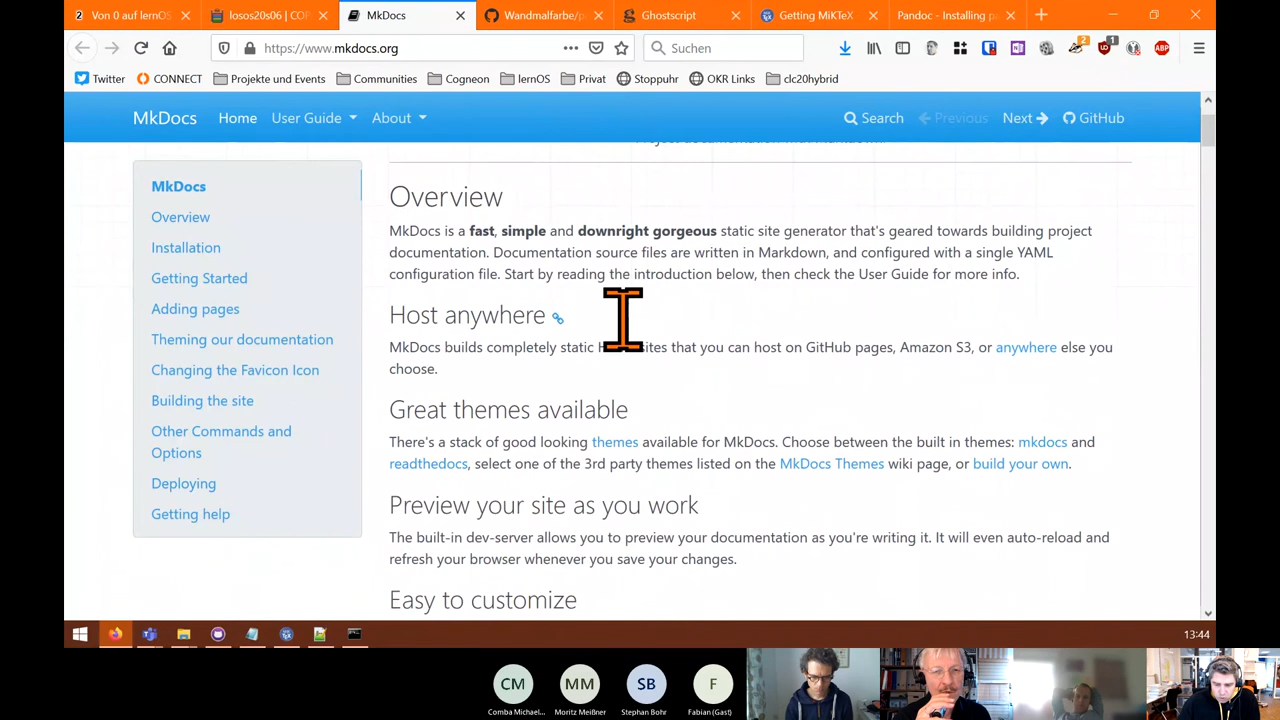 Von 0 auf lernOS
losos20s06 | CO
MkDocs
Wandmalfarbe/p
Ghostscript
Getting MiKTeX
Pandoc - Installing pa
https://www.mkdocs.org
Suchen
2
1
ABP
Twitter
CONNECT
Projekte und Events
Communities
Cogneon
lernOS
Privat
Stoppuhr
OKR Links
clc20hybrid
MkDocs
Home
User Guide
About
Search
Previous
Next
GitHub
MkDocs
Overview
Installation
Getting Started
Adding pages
Theming our documentation
Changing the Favicon Icon
Building the site
Other Commands and
Options
Deploying
Getting help
Overview
MkDocs is a fast, simple and downright gorgeous static site generator that's geared towards building project
documentation. Documentation source files are written in Markdown, and configured with a single YAML
configuration file. Start by reading the introduction below, then check the User Guide for more info.
Host anywhere
MkDocs builds completely static sites that you can host on GitHub pages, Amazon S3, or anywhere else you
choose.
Great themes available
There's a stack of good looking themes available for MkDocs. Choose between the built in themes: mkdocs and
readthedocs, select one of the 3rd party themes listed on the MkDocs Themes wiki page, or build your own.
Preview your site as you work
The built-in dev-server allows you to preview your documentation as you're writing it. It will even auto-reload and
refresh your browser whenever you save your changes.
Easy to customize
13:44
CM
MM
SB
F
Comba Michael...
Moritz Meißner
Stephan Bohr
Fabian (Gast)